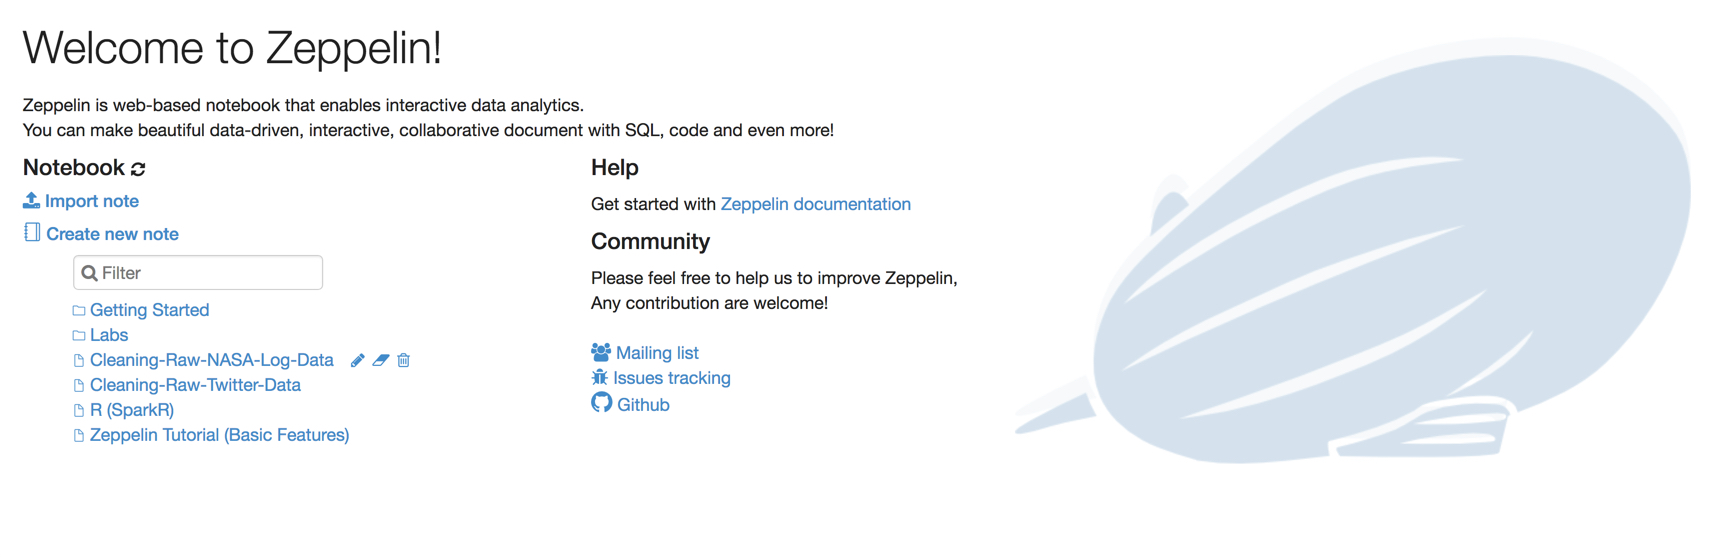 Welcome to Zeppelin!
Zeppelin is web-based notebook that enables interactive data analytics.
You can make beautiful data-driven, interactive, collaborative document with SQL, code and even more!
Notebook
Import note
Create new note
Filter
Getting Started
Labs
Cleaning-Raw-NASA-Log-Data
Cleaning-Raw-Twitter-Data
R (SparkR)
Zeppelin Tutorial (Basic Features)
Help
Get started with Zeppelin documentation
Community
Please feel free to help us to improve Zeppelin,
Any contribution are welcome!
Mailing list
Issues tracking
Github